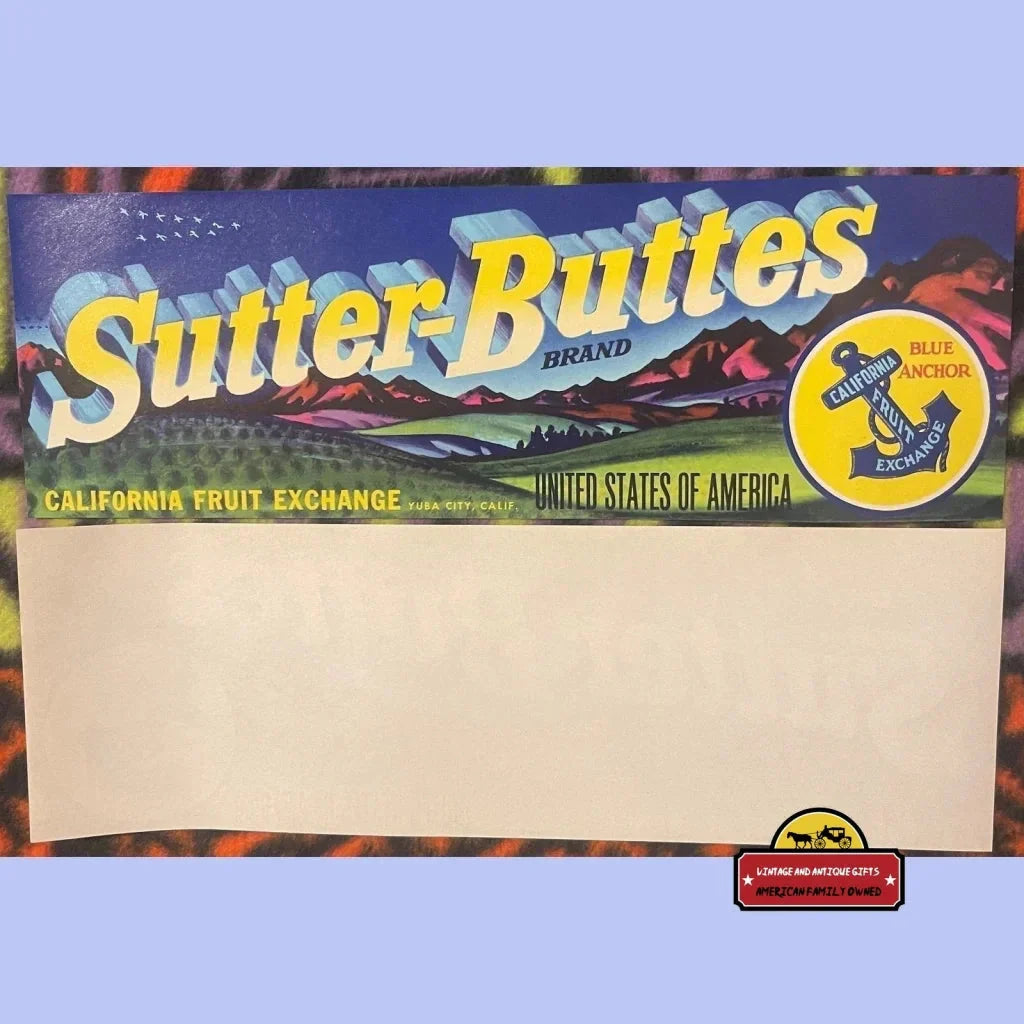 Sutter-Buttes
BRAND
BLUE
ANCHOR
CALIFORNIA
FRUIT
EXCHANGE
CALIFORNIA FRUIT EXCHANGE YUBA CITY, CALIF.
UNITED STATES OF AMERICA
VINTAGE AND ANTIQUE GIFTS
AMERICAN FAMILY OWNED